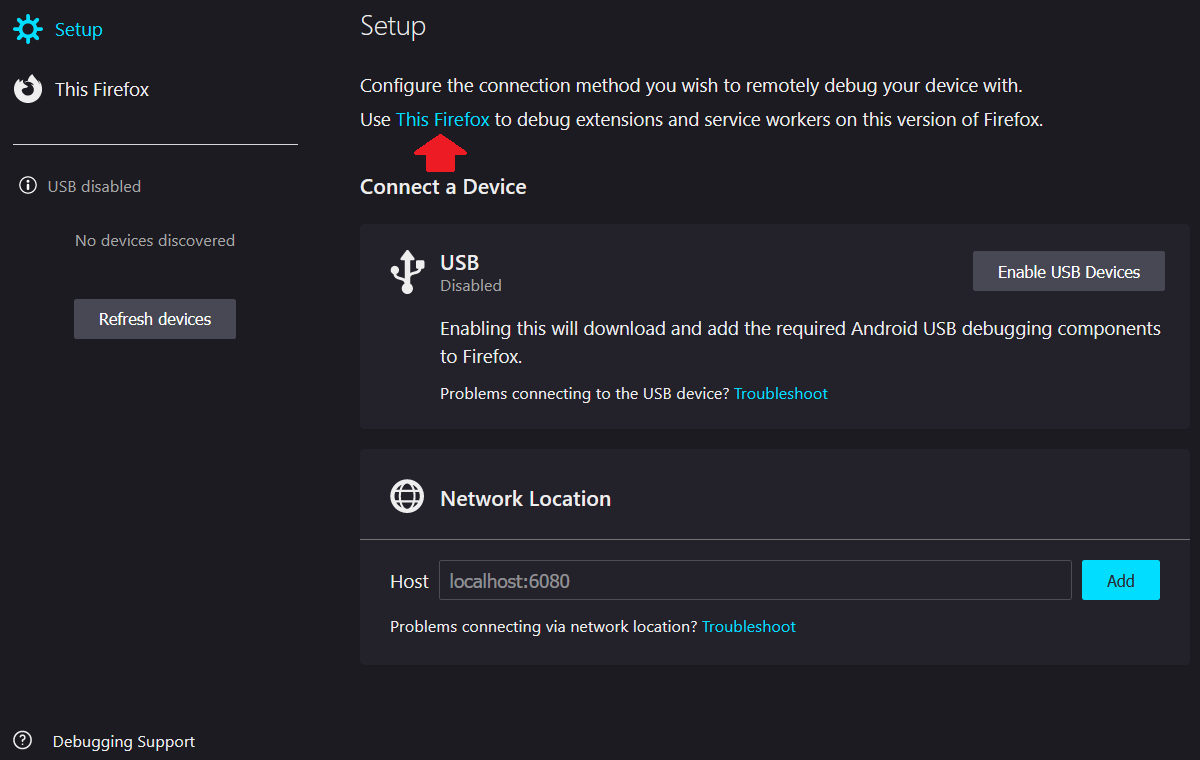 Setup
This Firefox
USB disabled
No devices discovered
Refresh devices
Debugging Support
Setup
Configure the connection method you wish to remotely debug your device with.
Use This Firefox to debug extensions and service workers on this version of Firefox.
Connect a Device
USB
Disabled
Enable USB Devices
Enabling this will download and add the required Android USB debugging components
to Firefox.
Problems connecting to the USB device? Troubleshoot
Network Location
Host localhost:6080 Add
Problems connecting via network location? Troubleshoot